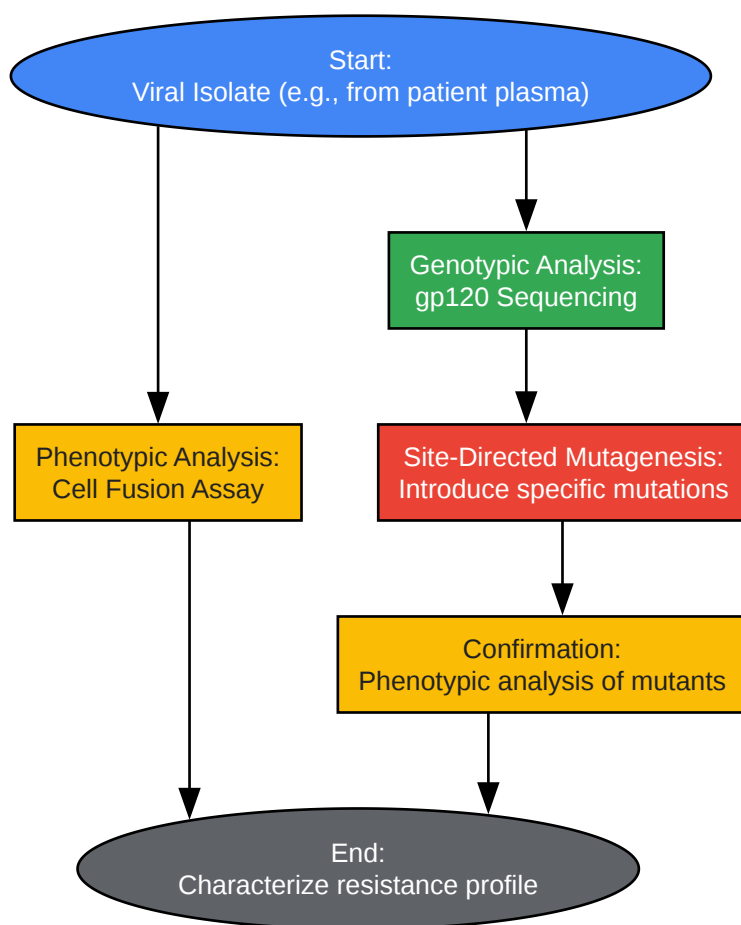 Start:
Viral Isolate (e.g., from patient plasma)
Genotypic Analysis:
gp120 Sequencing
Phenotypic Analysis:
Cell Fusion Assay
Site-Directed Mutagenesis:
Introduce specific mutations
Confirmation:
Phenotypic analysis of mutants
End:
Characterize resistance profile